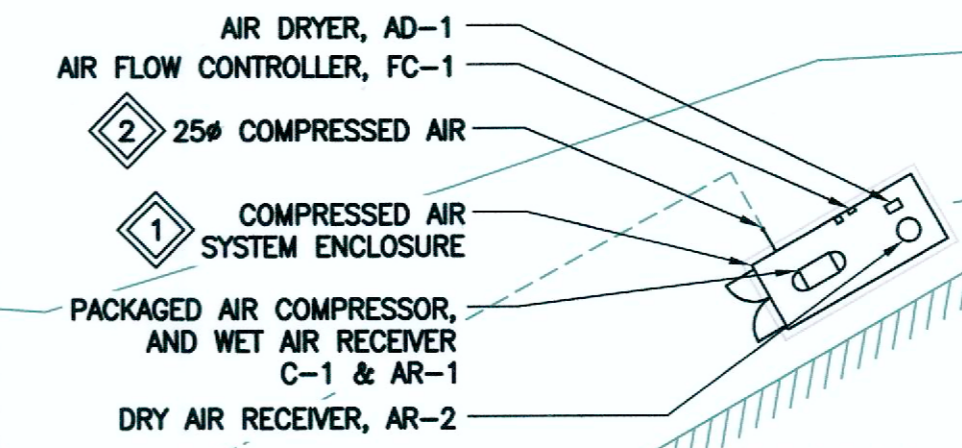 AIR DRYER, AD-1
AIR FLOW CONTROLLER, FC-1
2 25ø COMPRESSED AIR
1 COMPRESSED AIR
SYSTEM ENCLOSURE
PACKAGED AIR COMPRESSOR,
AND WET AIR RECEIVER
C-1 & AR-1
DRY AIR RECEIVER, AR-2